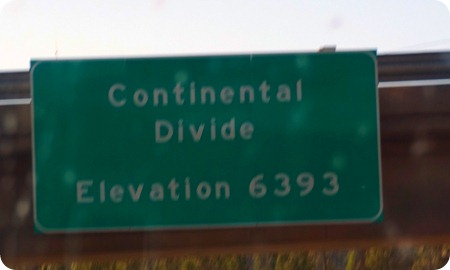 Continental
Divide
Elevation 6393